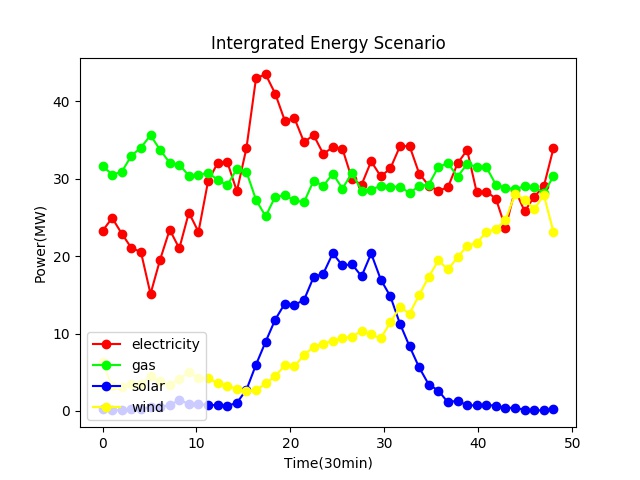 Intergrated Energy Scenario
Power(MW)
40
30
20
10
0
electricity
gas
solar
wind
0 10 20 30 40 50
Time(30min)